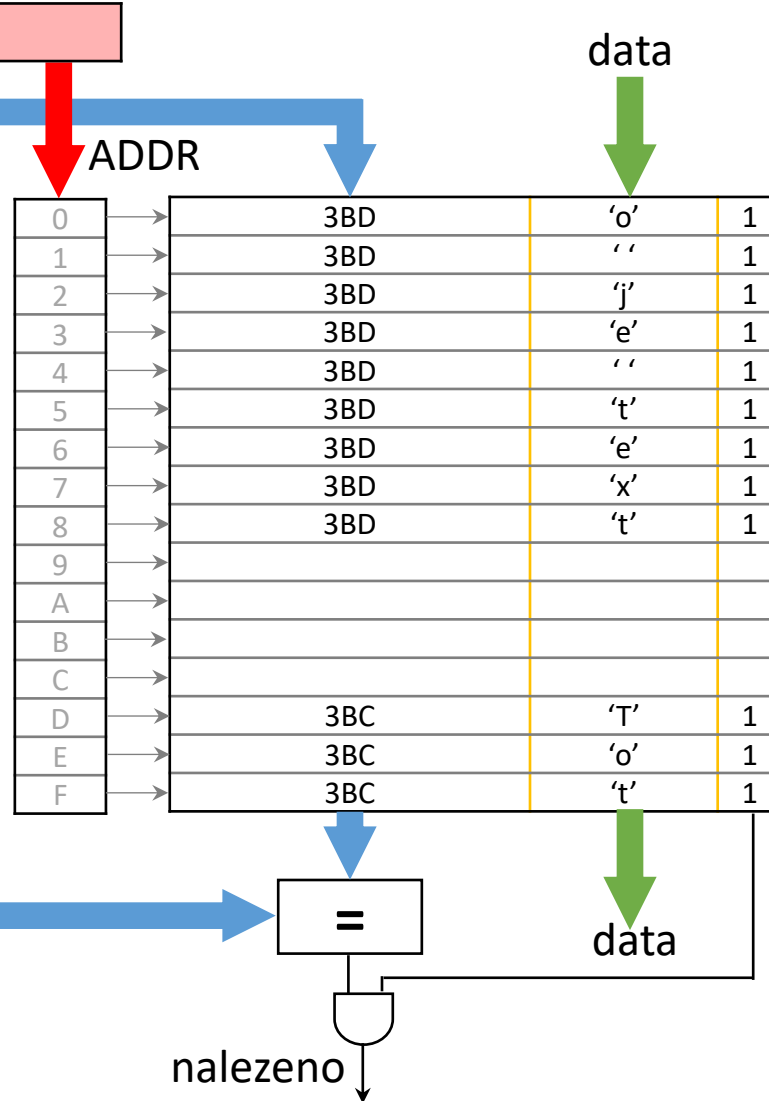 data
ADDR
0 3BD ‘o’ 1
1 3BD ‘ ‘ 1
2 3BD ‘j’ 1
3 3BD ‘e’ 1
4 3BD ‘ ‘ 1
5 3BD ‘t’ 1
6 3BD ‘e’ 1
7 3BD ‘x’ 1
8 3BD ‘t’ 1
9
A
B
C
D 3BC ‘T’ 1
E 3BC ‘o’ 1
F 3BC ‘t’ 1
=
data
nalezeno